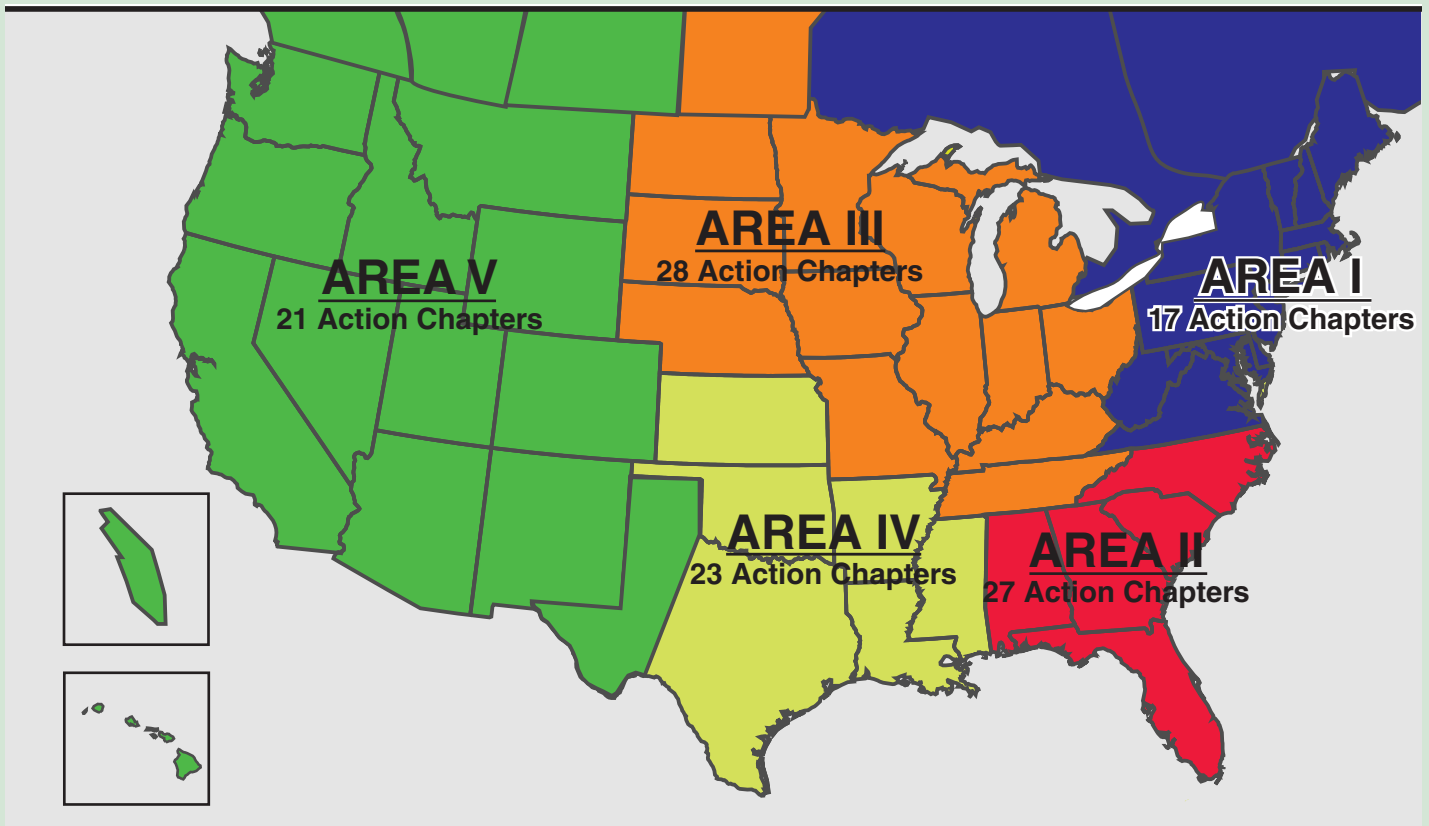 AREA III
28 Action Chapters
AREA V
21 Action Chapters
AREA I
17 Action Chapters
AREA IV
23 Action Chapters
AREA II
27 Action Chapters